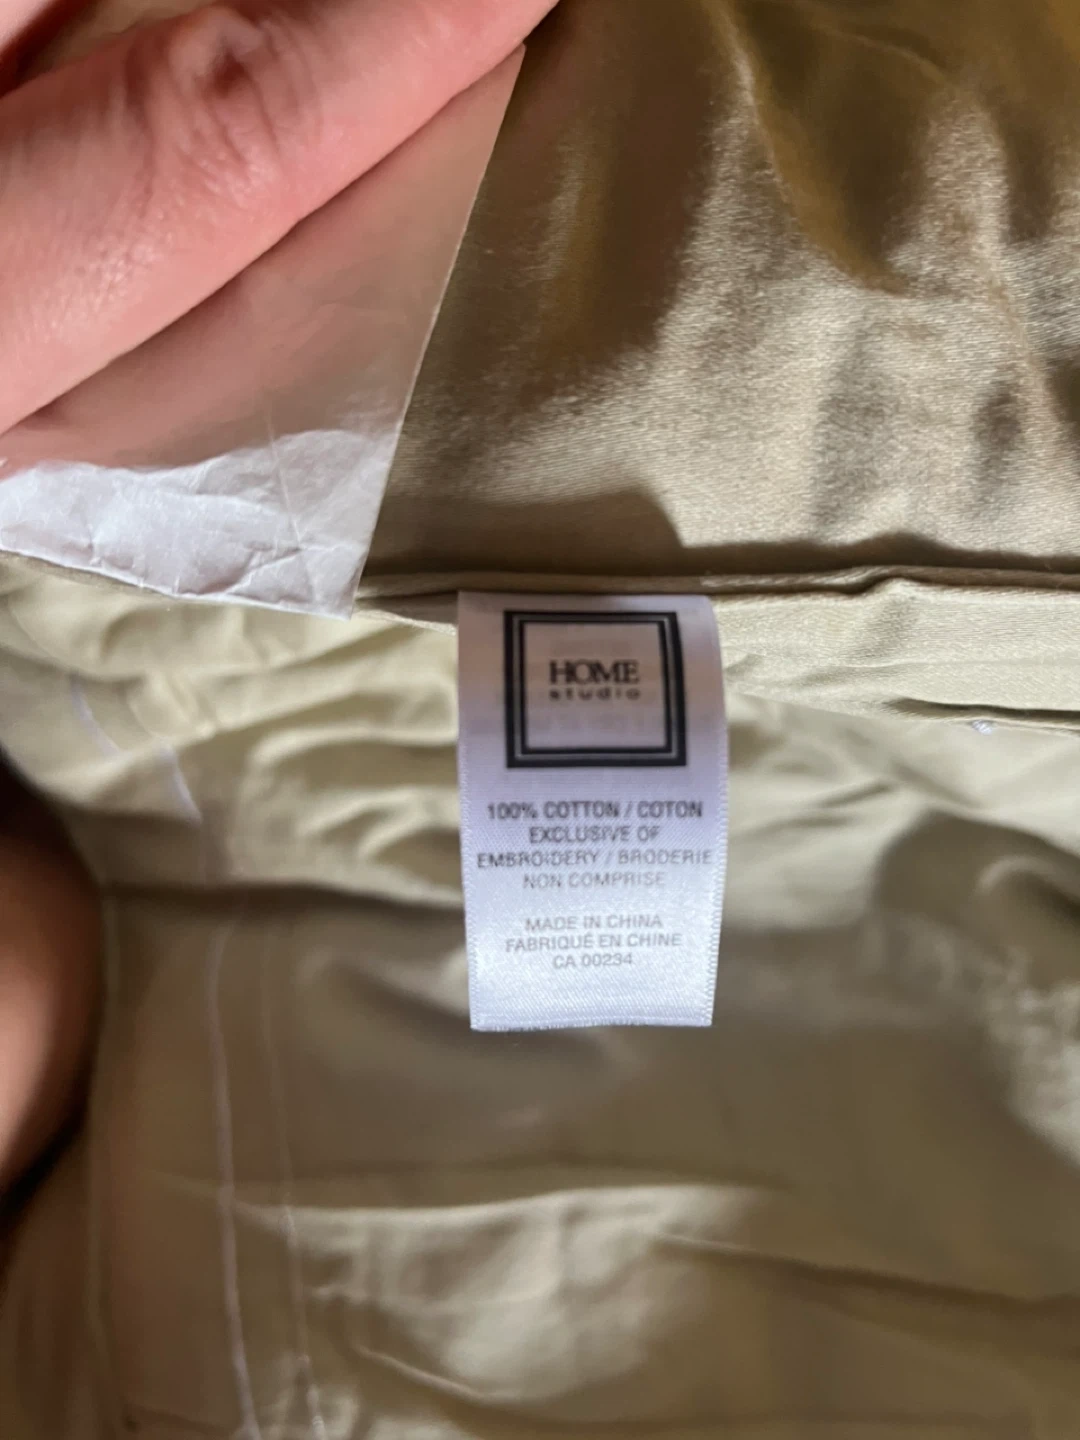 HOME
studio
100% COTTON / COTON
EXCLUSIVE OF
EMBROIDERY / BRODERIE
NON COMPRISE
MADE IN CHINA
FABRIQUÉ EN CHINE
CA 00234